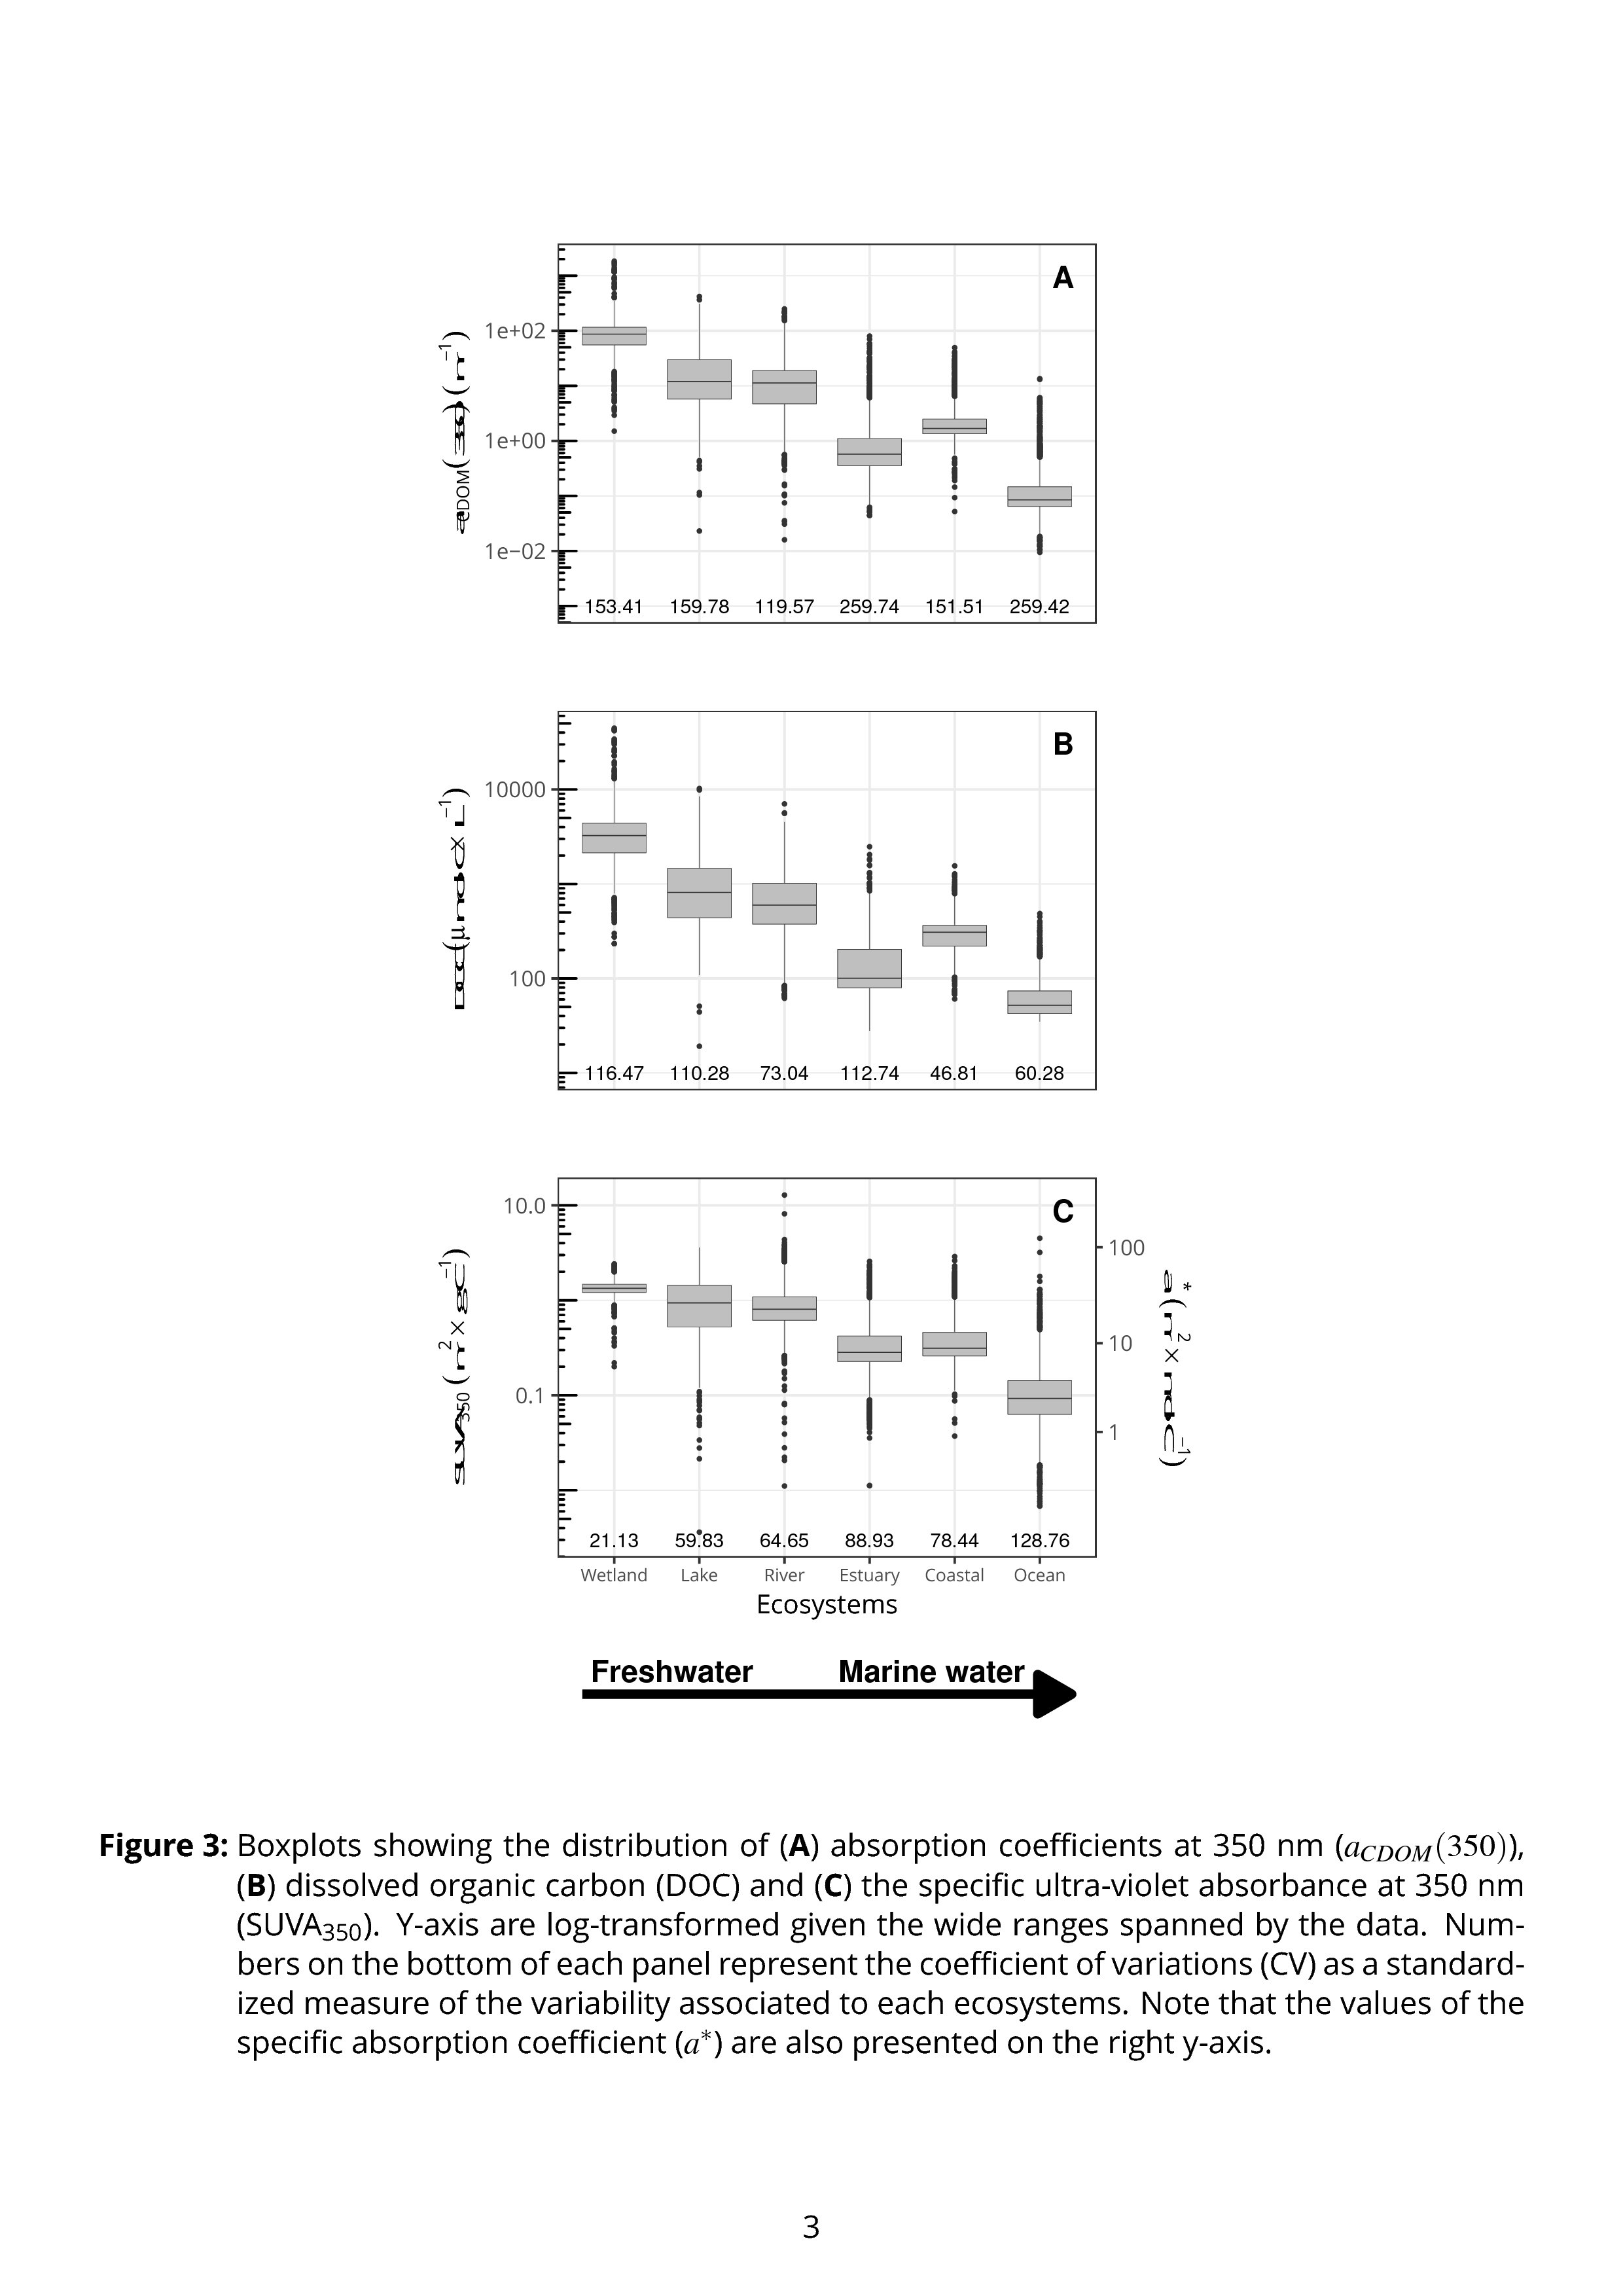 A
1e+02
1e+00
1e−02
153.41 159.78 119.57 259.74 151.51 259.42
B
10000
100
116.47 110.28 73.04 112.74 46.81 60.28
C
10.0
0.1
100
10
1
21.13 59.83 64.65 88.93 78.44 128.76
Wetland Lake River Estuary Coastal Ocean
Ecosystems
Freshwater Marine water
Figure 3: Boxplots showing the distribution of (A) absorption coefficients at 350 nm (a_CDOM(350)),
(B) dissolved organic carbon (DOC) and (C) the specific ultra-violet absorbance at 350 nm
(SUVA₃₅₀). Y-axis are log-transformed given the wide ranges spanned by the data. Num-
bers on the bottom of each panel represent the coefficient of variations (CV) as a standard-
ized measure of the variability associated to each ecosystems. Note that the values of the
specific absorption coefficient (a*) are also presented on the right y-axis.
3